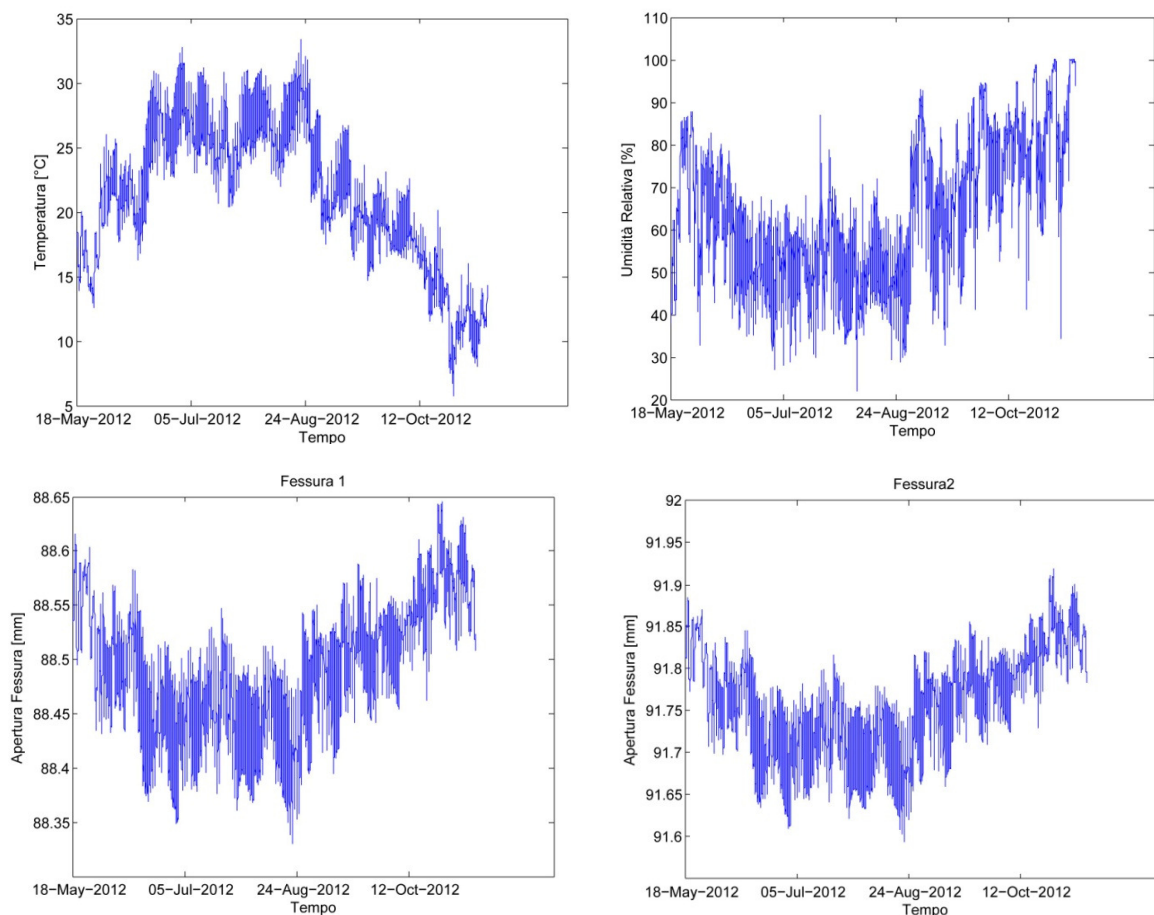 35
30
25
20
15
10
5
Temperatura [°C]
18−May−2012 05−Jul−2012 24−Aug−2012 12−Oct−2012
Tempo
110
100
90
80
70
60
50
40
30
20
Umidità Relativa [%]
18−May−2012 05−Jul−2012 24−Aug−2012 12−Oct−2012
Tempo
Fessura 1
88.65
88.6
88.55
88.5
88.45
88.4
88.35
Apertura Fessura [mm]
18−May−2012 05−Jul−2012 24−Aug−2012 12−Oct−2012
Tempo
Fessura2
92
91.95
91.9
91.85
91.8
91.75
91.7
91.65
91.6
Apertura Fessura [mm]
18−May−2012 05−Jul−2012 24−Aug−2012 12−Oct−2012
Tempo